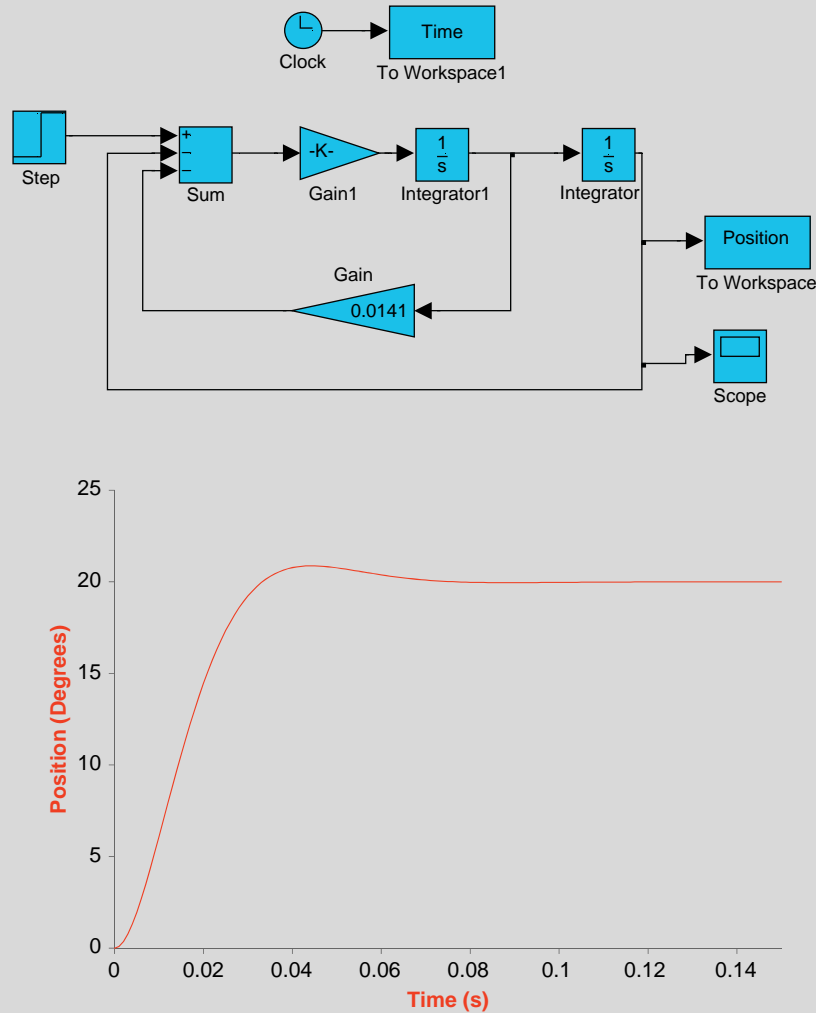 Time
Clock
To Workspace1
+
−
−
Step
Sum
-K-
Gain1
1
s
Integrator1
1
s
Integrator
Position
To Workspace
Gain
0.0141
Scope
25
20
15
10
5
0
Position (Degrees)
0 0.02 0.04 0.06 0.08 0.1 0.12 0.14
Time (s)